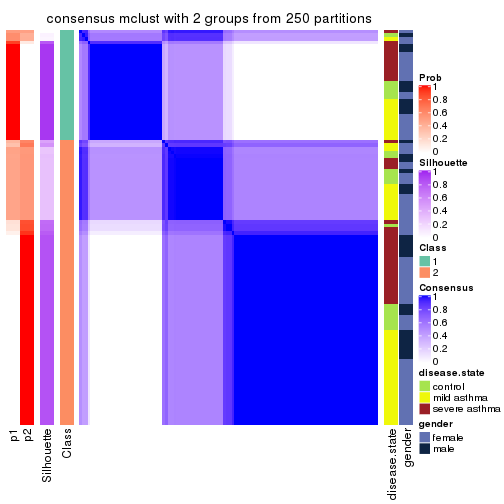 consensus mclust with 2 groups from 250 partitions
Prob
1
0.8
0.6
0.4
0.2
0
Silhouette
1
0.8
0.6
0.4
0.2
0
Class
1
2
Consensus
1
0.8
0.6
0.4
0.2
0
disease.state
control
mild asthma
severe asthma
gender
female
male
p1
p2
Silhouette
Class
disease.state
gender